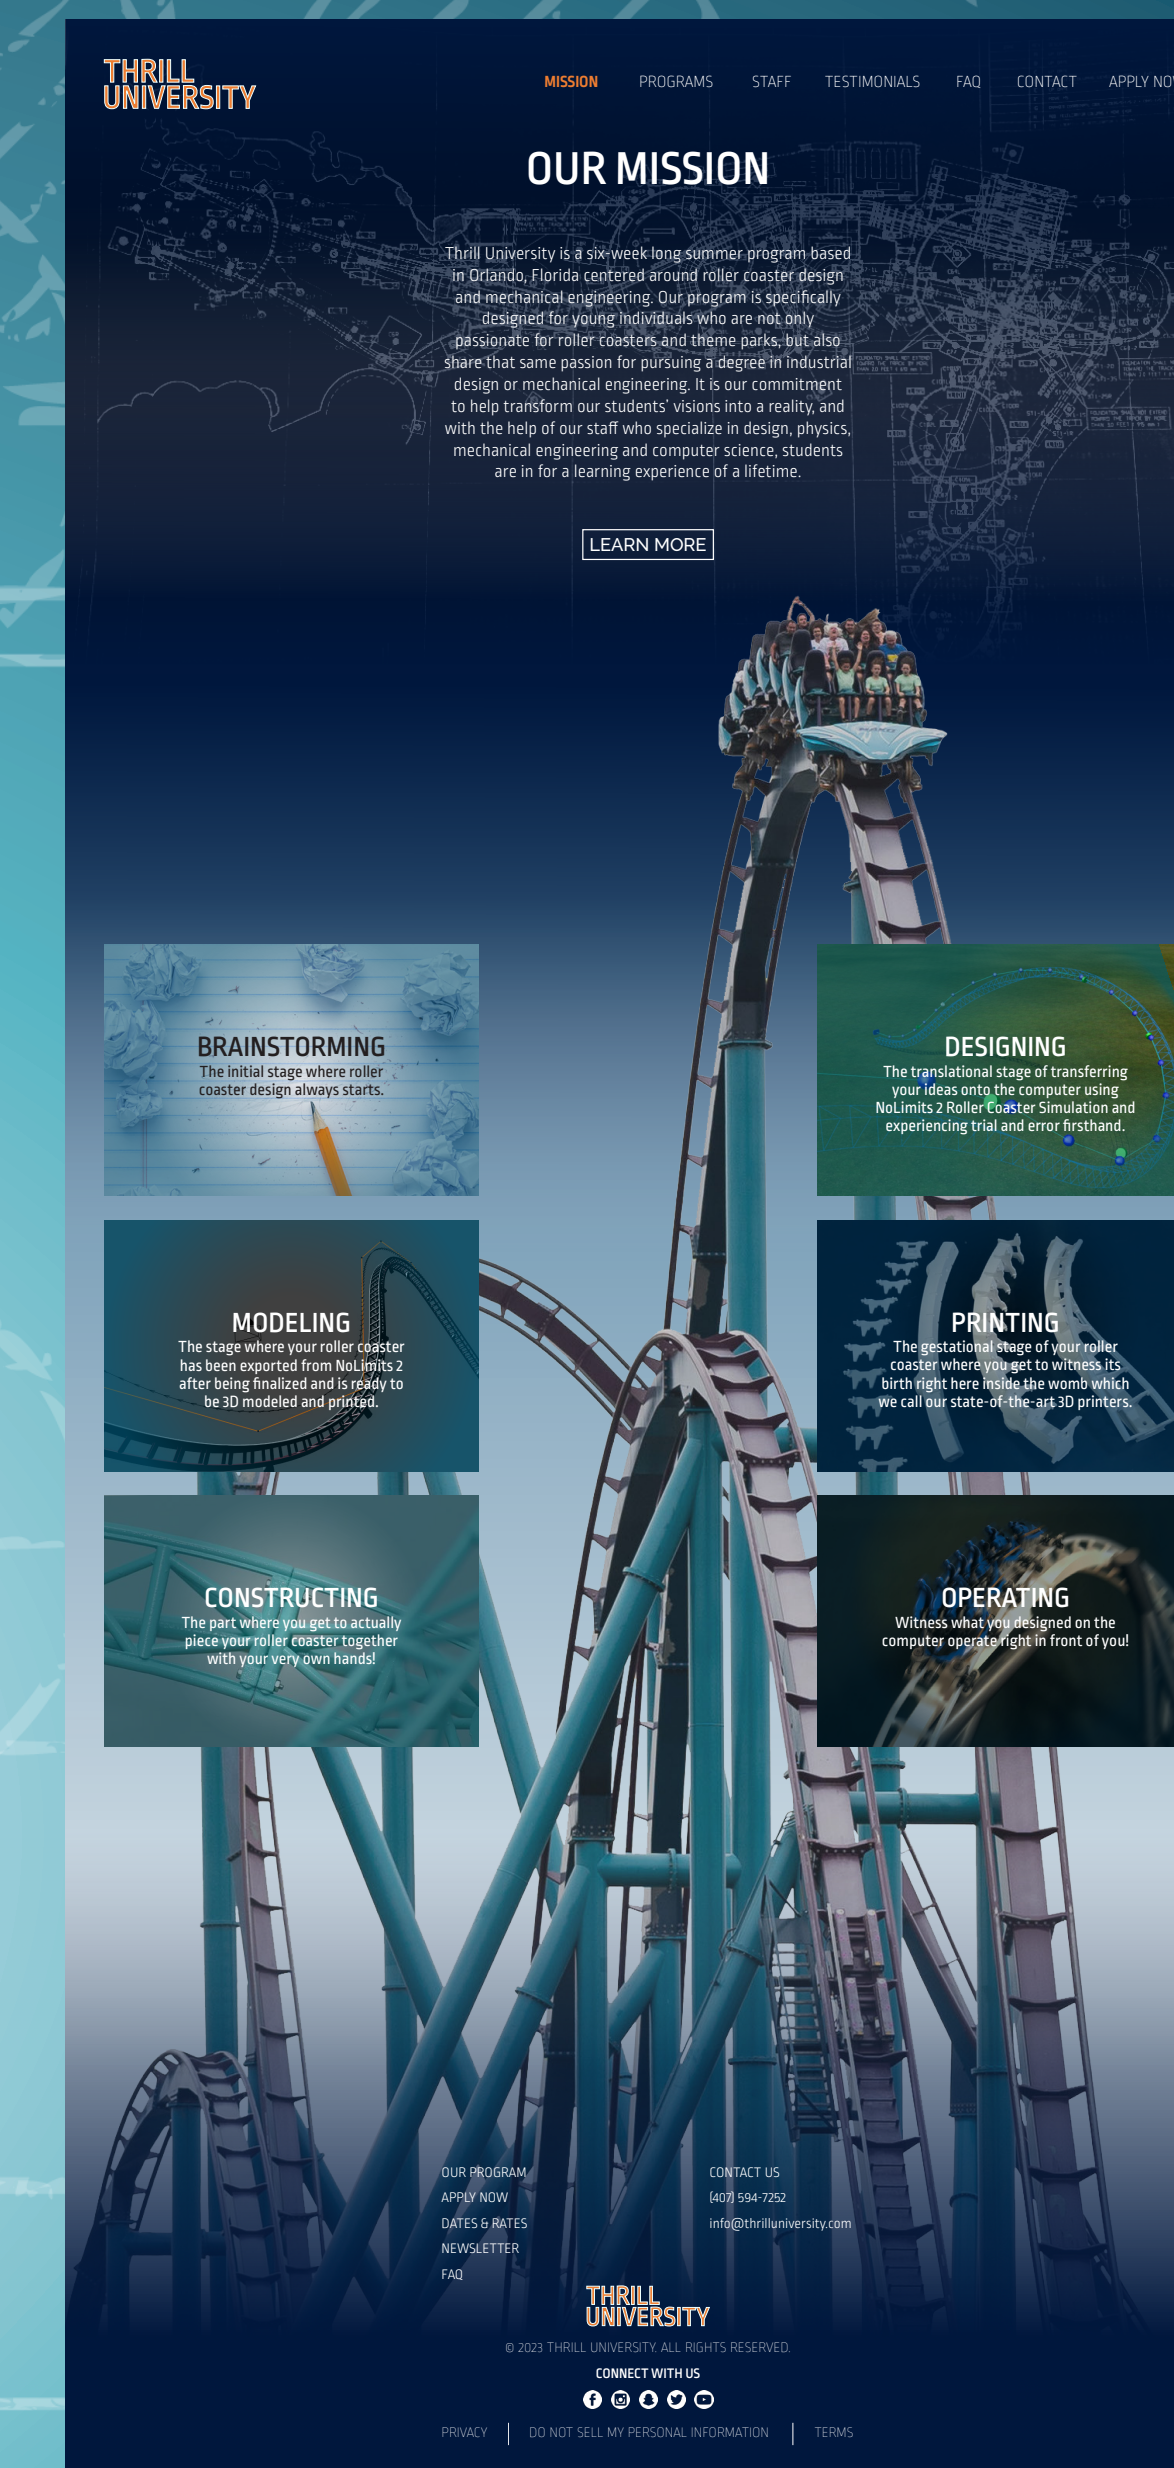 THRILL
UNIVERSITY
MISSION PROGRAMS STAFF TESTIMONIALS FAQ CONTACT APPLY
OUR MISSION
Thrill University is a six-week long summer program based
in Orlando, Florida centered around roller coaster design
and mechanical engineering. Our program is specifically
designed for young individuals who are not only
passionate for roller coasters and theme parks, but also
share that same passion for pursuing a degree in industrial
design or mechanical engineering. It is our commitment
to help transform our students' visions into a reality, and
with the help of our staff who specialize in design, physics,
mechanical engineering and computer science, students
are in for a learning experience of a lifetime.
LEARN MORE
BRAINSTORMING
The initial stage where roller
coaster design always starts.
DESIGNING
The translational stage of transferring
your ideas onto the computer using
NoLimits 2 Roller Coaster Simulation and
experiencing trial and error firsthand.
MODELING
The stage where your roller coaster
has been exported from NoLimits 2
after being finalized and is ready to
be 3D modeled and printed.
PRINTING
The gestational stage of your roller
coaster where you get to witness its
birth right here inside the womb which
we call our state-of-the-art 3D printers.
CONSTRUCTING
The part where you get to actually
piece your roller coaster together
with your very own hands!
OPERATING
Witness what you designed on the
computer operate right in front of you!
OUR PROGRAM
APPLY NOW
DATES & RATES
NEWSLETTER
FAQ
CONTACT US
(407) 594-7252
info@thrilluniversity.com
THRILL
UNIVERSITY
© 2023 THRILL UNIVERSITY. ALL RIGHTS RESERVED.
CONNECT WITH US
PRIVACY DO NOT SELL MY PERSONAL INFORMATION TERMS